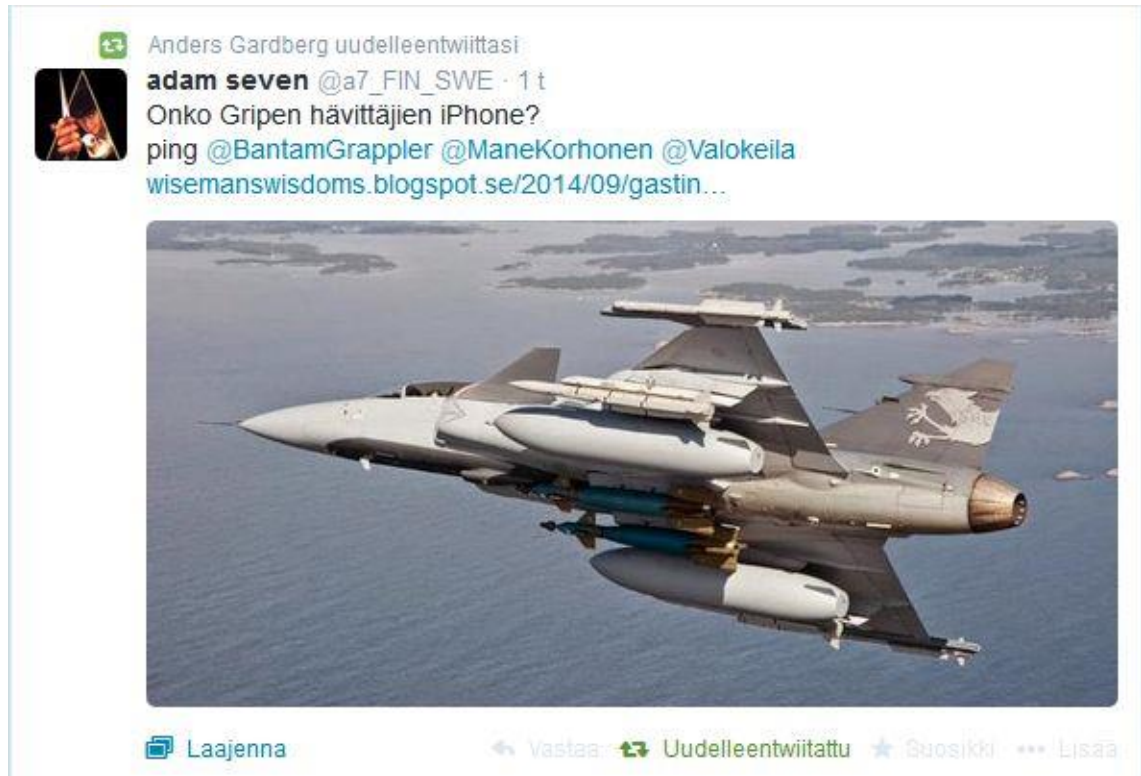 Anders Gardberg uudelleentwiittasi
adam seven @a7_FIN_SWE · 1 t
Onko Gripen hävittäjien iPhone?
ping @BantamGrappler @ManeKorhonen @Valokeila
wisemanswisdoms.blogspot.se/2014/09/gastin…
Laajenna Vastaa Uudelleentwiitattu Suosikki Lisää